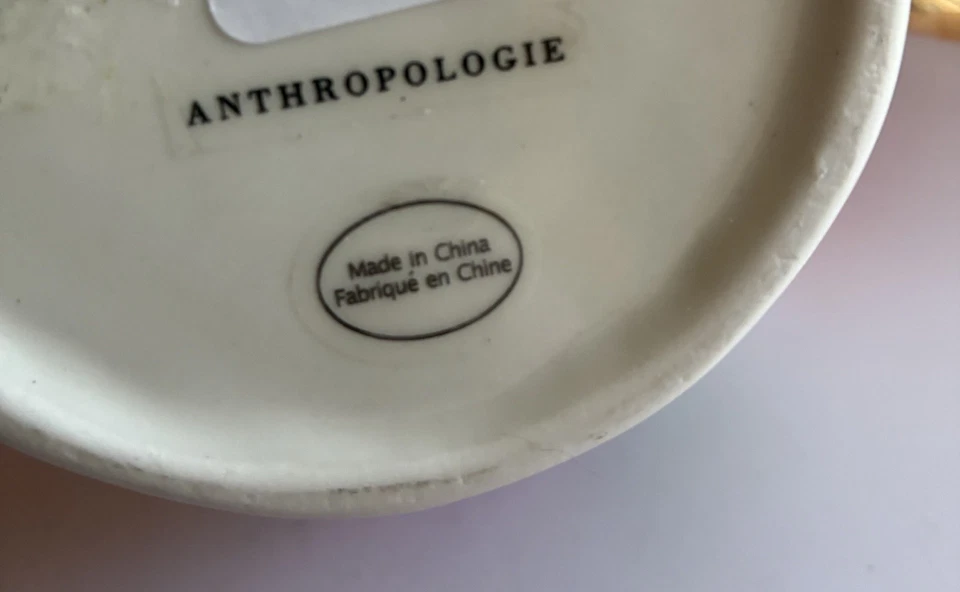 ANTHROPOLOGIE
Made in China
Fabriqué en Chine